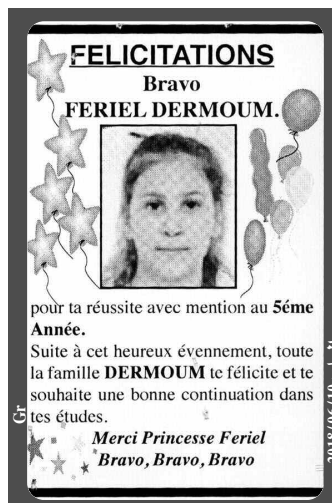 FELICITATIONS
Bravo
FERIEL DERMOUM.
pour ta réussite avec mention au 5éme
Année.
Suite à cet heureux évennement, toute
la famille DERMOUM te félicite et te
souhaite une bonne continuation dans
tes études.
Merci Princesse Feriel
Bravo, Bravo, Bravo
Gr